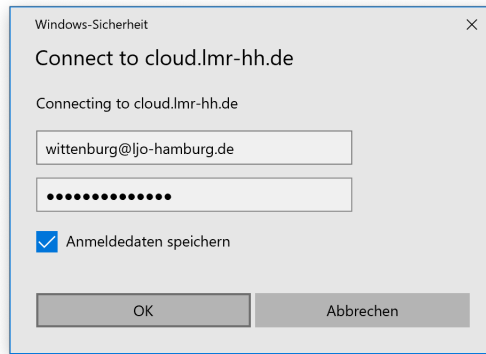 Windows-Sicherheit
Connect to cloud.lmr-hh.de
Connecting to cloud.lmr-hh.de
wittenburg@ljo-hamburg.de
●●●●●●●●●●●●●●
Anmeldedaten speichern
OK
Abbrechen